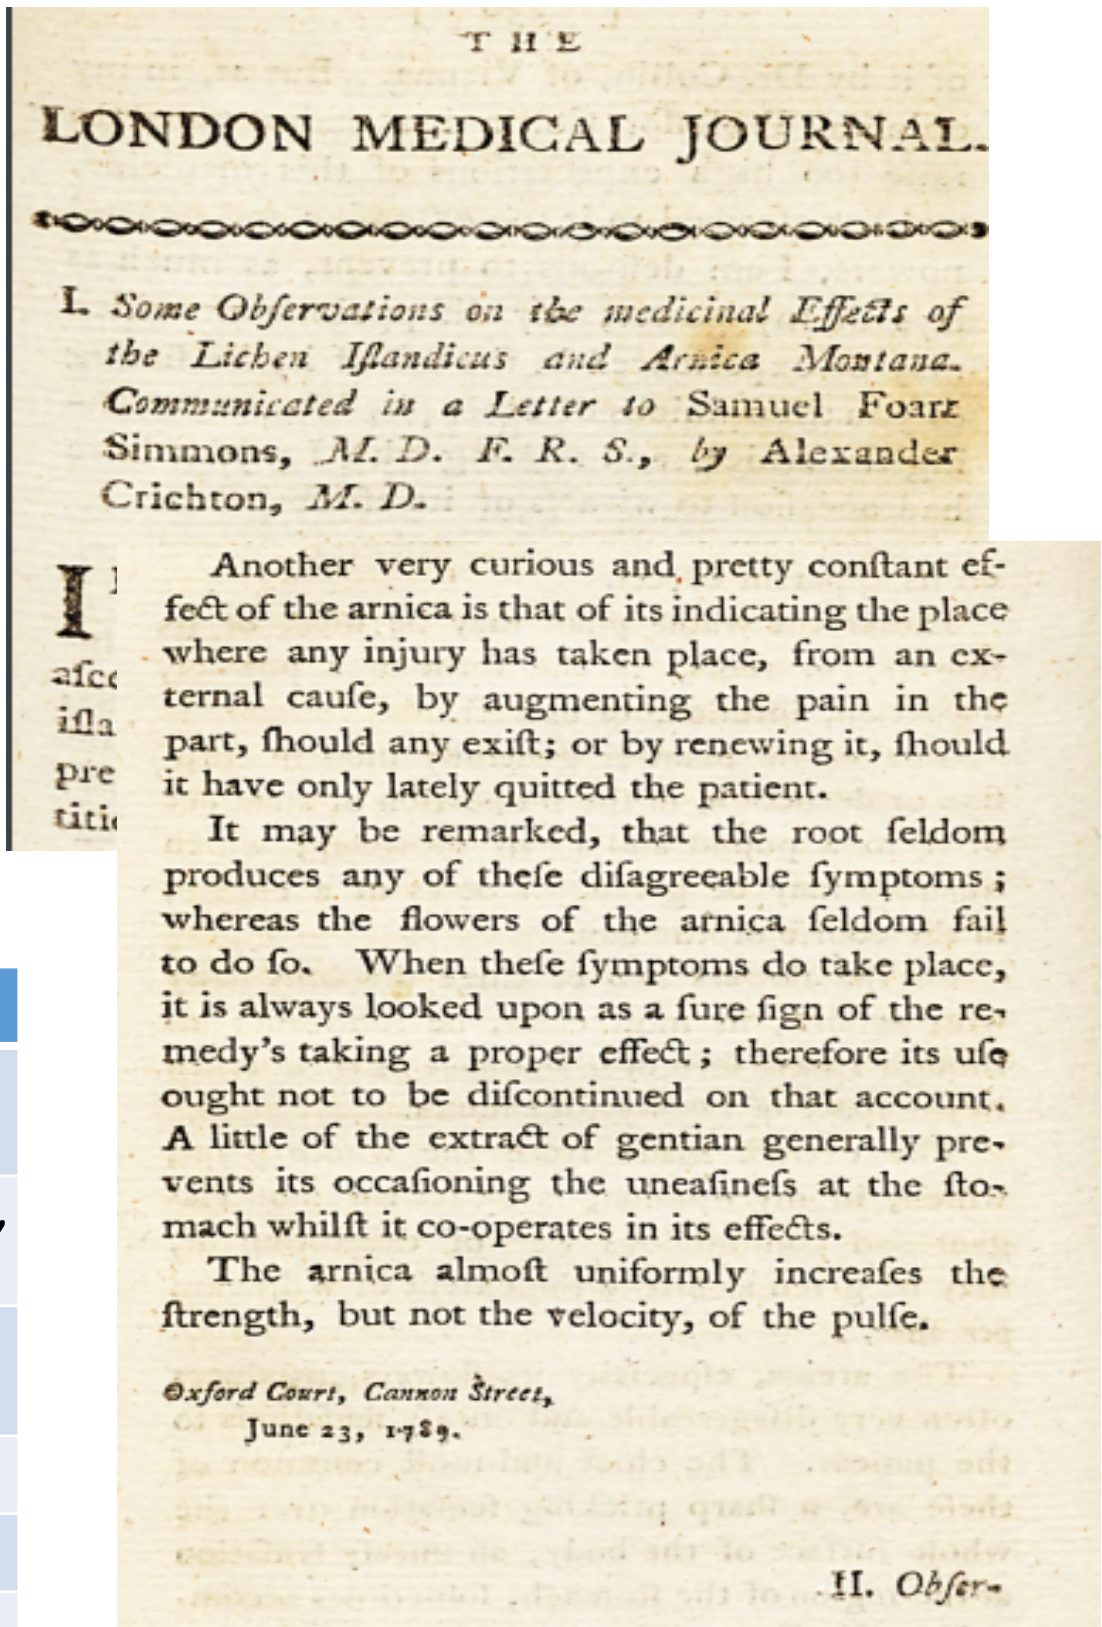 THE
LONDON MEDICAL JOURNAL.
I. Some Obſervations on the medicinal Effects of
the Lichen Iſlandicus and Arnica Montana.
Communicated in a Letter to Samuel Foart
Simmons, M. D. F. R. S., by Alexander
Crichton, M. D.
I
aſce
iſla
pre
titi
Another very curious and pretty conſtant ef-
fect of the arnica is that of its indicating the place
where any injury has taken place, from an ex-
ternal cauſe, by augmenting the pain in the
part, ſhould any exiſt; or by renewing it, ſhould
it have only lately quitted the patient.
It may be remarked, that the root ſeldom
produces any of theſe diſagreeable ſymptoms;
whereas the flowers of the arnica ſeldom fail
to do ſo. When theſe ſymptoms do take place,
it is always looked upon as a ſure ſign of the re-
medy's taking a proper effect; therefore its uſe
ought not to be diſcontinued on that account.
A little of the extract of gentian generally pre-
vents its occaſioning the uneaſineſs at the ſto-
mach whilſt it co-operates in its effects.
The arnica almoſt uniformly increaſes the
ſtrength, but not the velocity, of the pulſe.
Oxford Court, Cannon Street,
June 23, 1789.
II. Obſer-